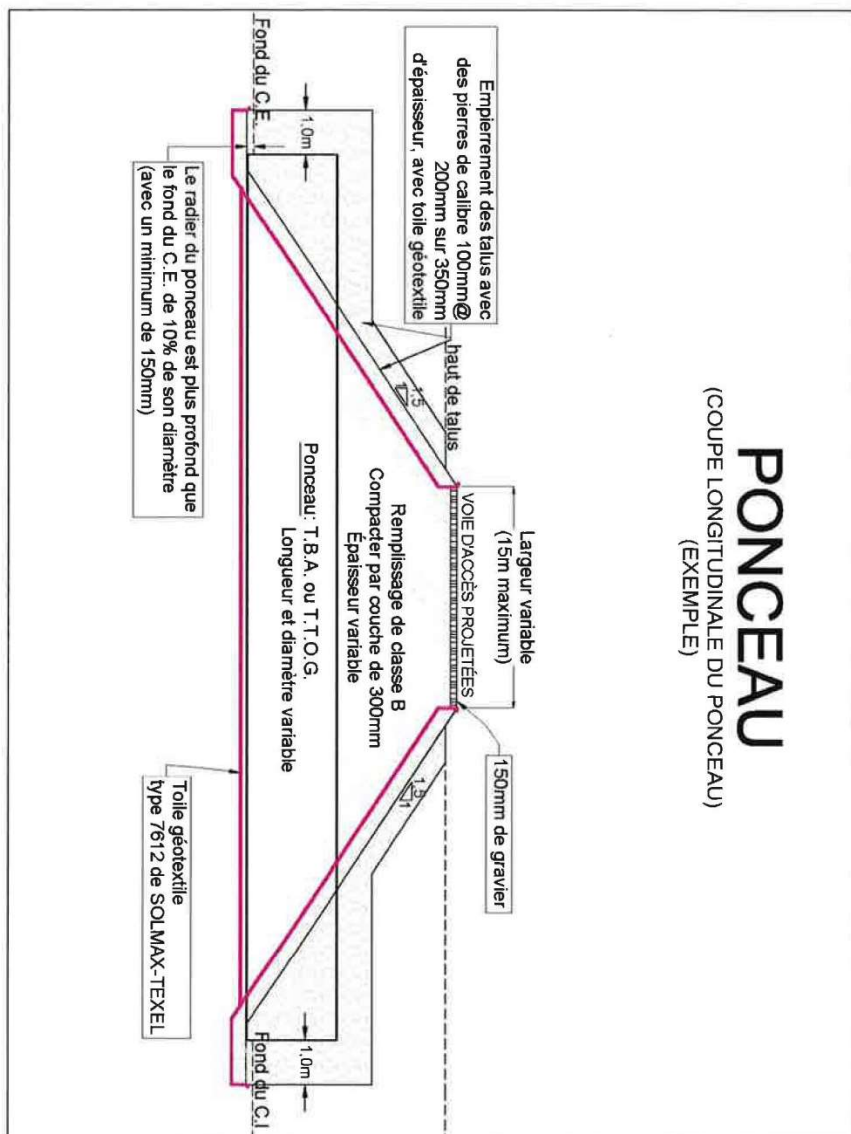 PONCEAU
(COUPE LONGITUDINALE DU PONCEAU)
(EXEMPLE)
Largeur variable
(15m maximum)
VOIE D'ACCÈS PROJETÉES
150mm de gravier
Empierrement des talus avec
des pierres de calibre 100mm@
200mm sur 350mm
d'épaisseur, avec toile géotextile
haut de talus
1,5
1
1,5
1
Remplissage de classe B
Compacter par couche de 300mm
Épaisseur variable
Ponceau: T.B.A. ou T.T.O.G.
Longueur et diamètre variable
1,0m
1,0m
Fond du C.E.
Fond du C.
Le radier du ponceau est plus profond que
le fond du C.E. de 10% de son diamètre
(avec un minimum de 150mm)
Toile géotextile
type 7612 de SOLMAX-TEXEL